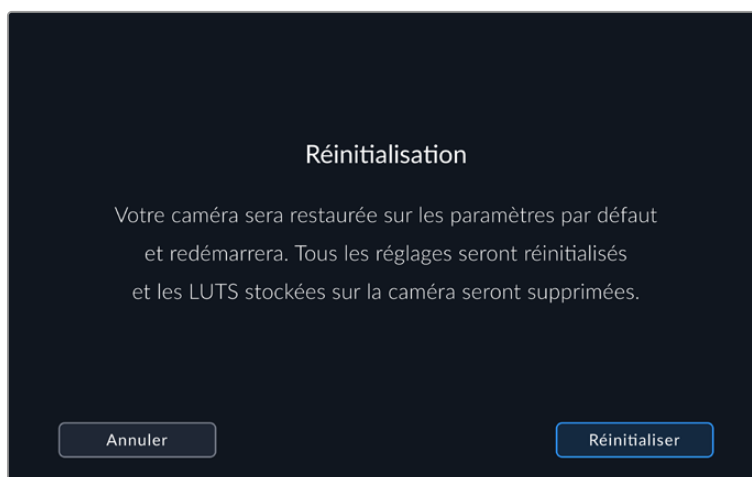 Réinitialisation
Votre caméra sera restaurée sur les paramètres par défaut
et redémarrera. Tous les réglages seront réinitialisés
et les LUTS stockées sur la caméra seront supprimées.
Annuler
Réinitialiser